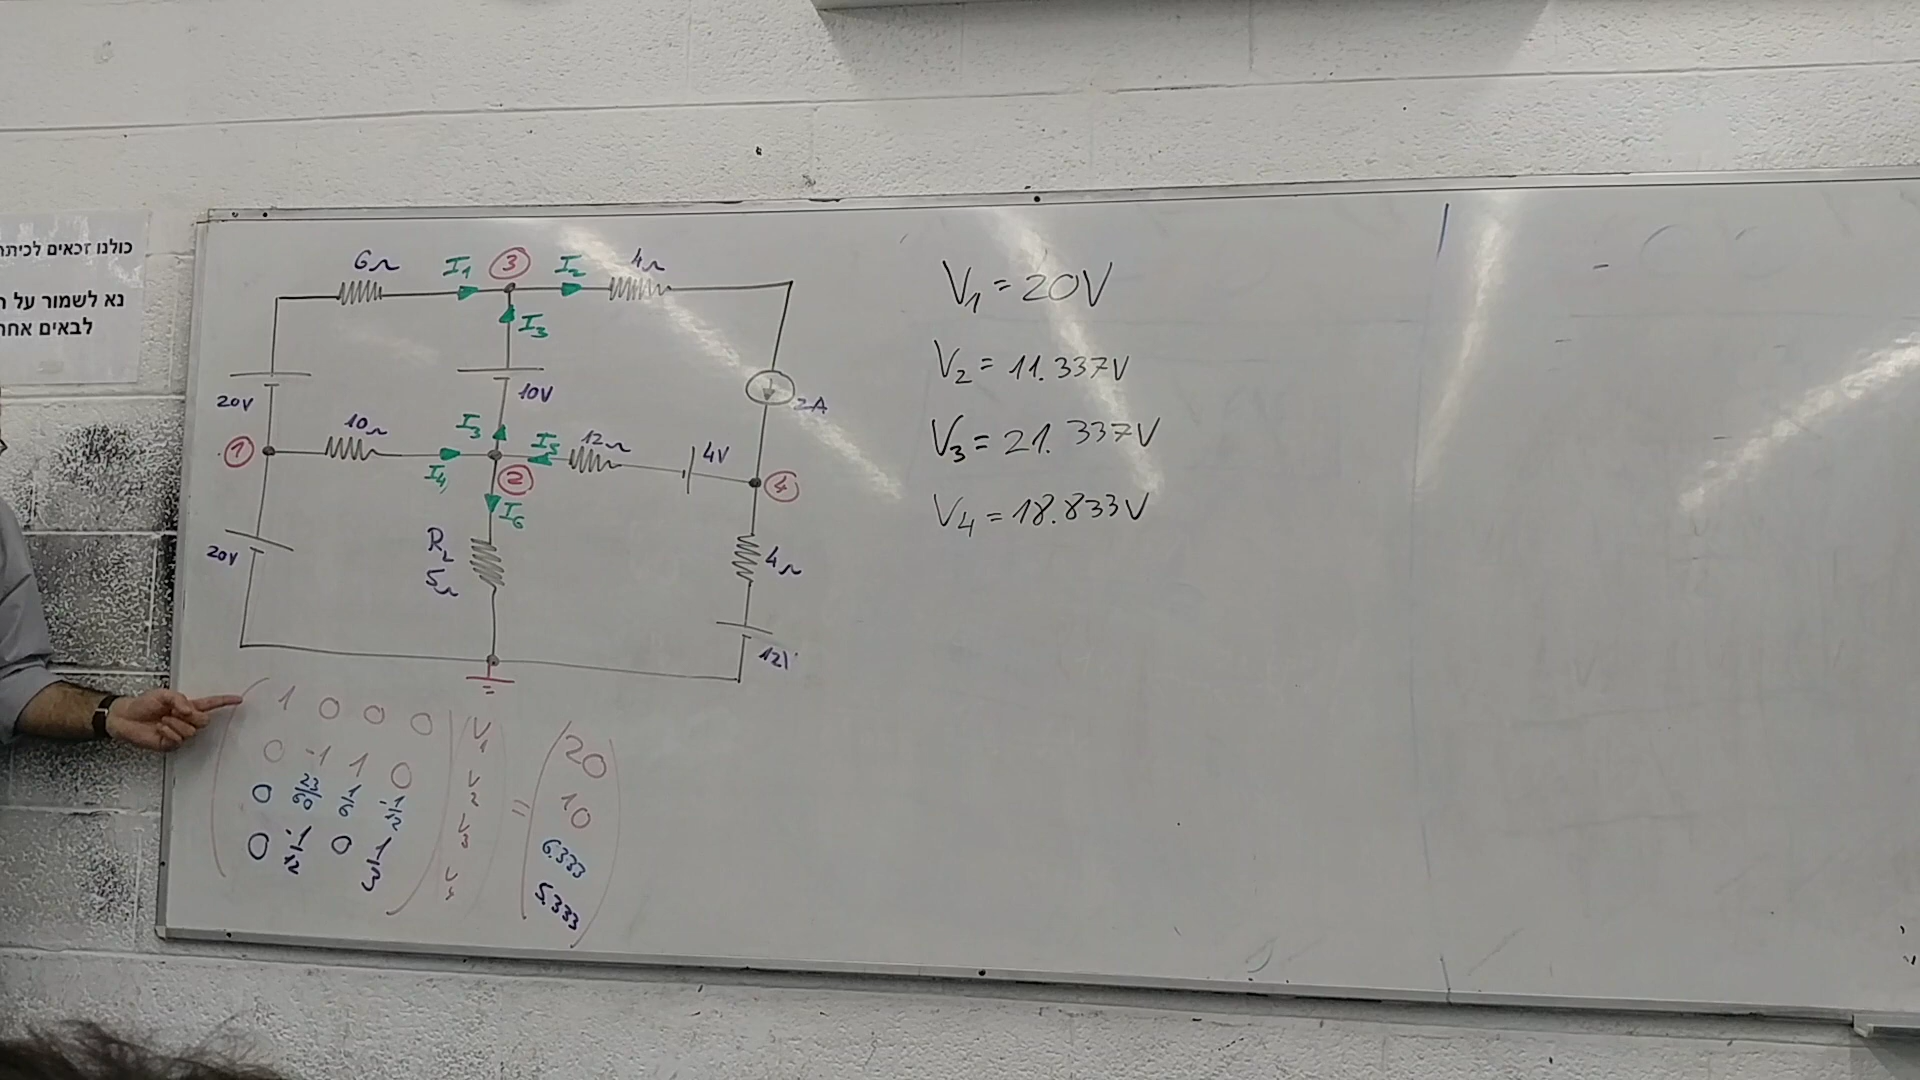 כולנו זכאים לכיתה
נא לשמור על
לבאים אחר
6Ω
I₁
③
I₂
4Ω
I₃
20V
10V
2A
10Ω
I₃
I₅
12Ω
4V
①
I₄
②
④
I₆
20V
R_L
5Ω
4Ω
12V
1 0 0 0 V₁ 20
0 -1 1 0 V₂ 10
0 23/60 1/6 -1/12 V₃ 6.333
0 -1/12 0 1/3 V₄ 5.333
=
V₁ = 20V
V₂ = 11.337V
V₃ = 21.337V
V₄ = 18.833V